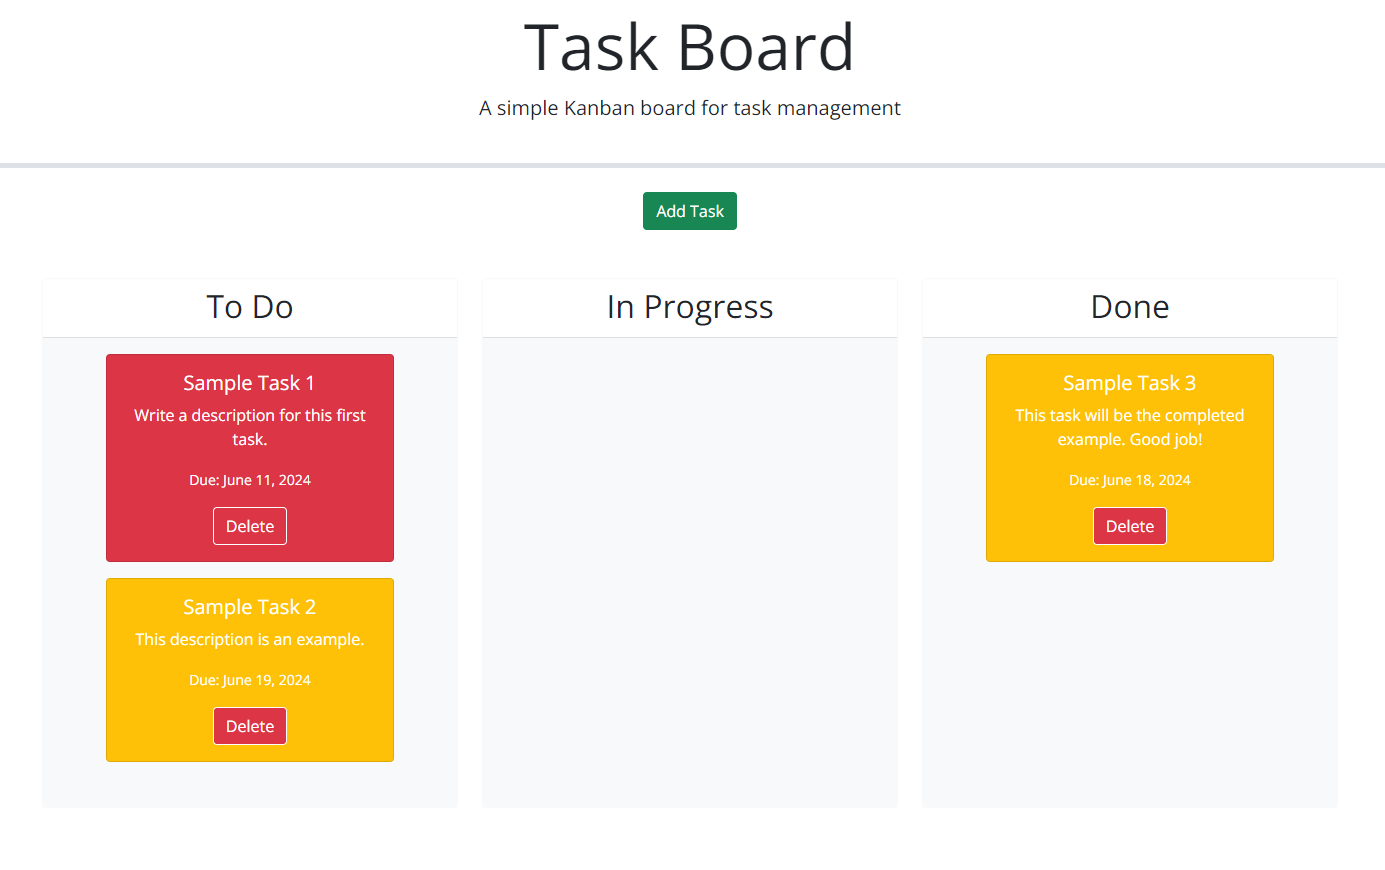 Task Board
A simple Kanban board for task management
Add Task
To Do
Sample Task 1
Write a description for this first
task.
Due: June 11, 2024
Delete
Sample Task 2
This description is an example.
Due: June 19, 2024
Delete
In Progress
Done
Sample Task 3
This task will be the completed
example. Good job!
Due: June 18, 2024
Delete